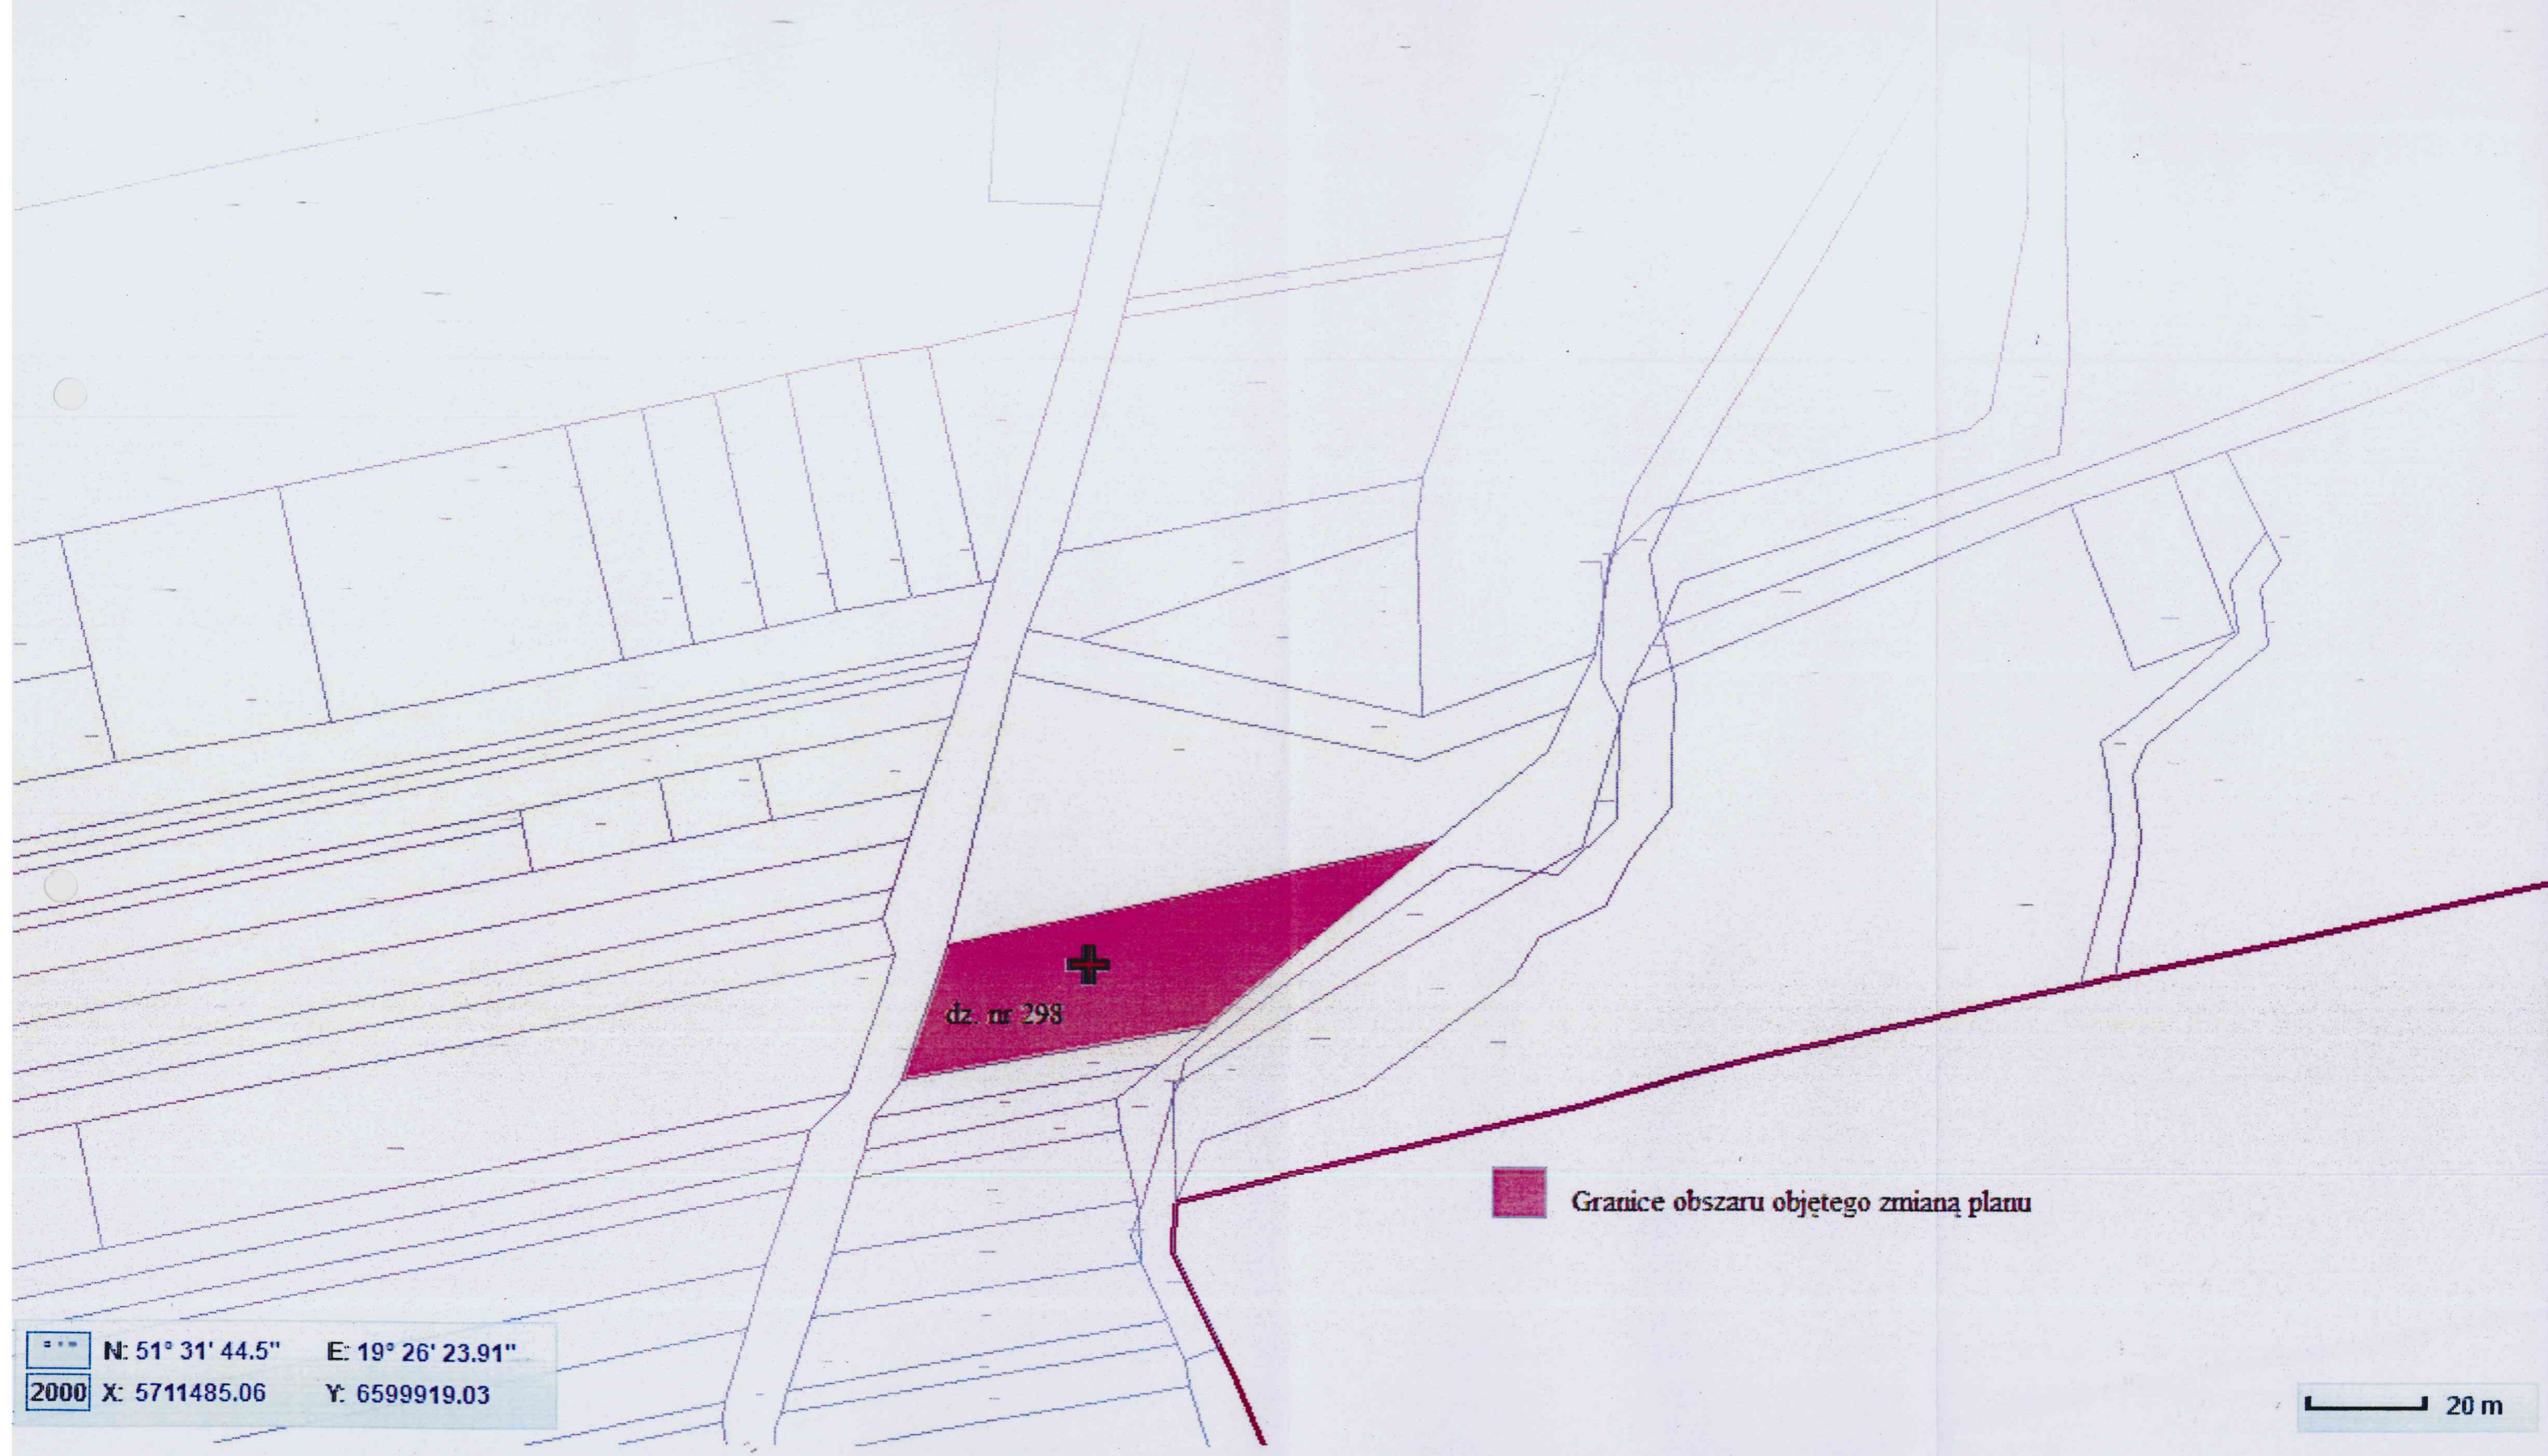 dz. nr 298
Granice obszaru objętego zmianą planu
N: 51° 31' 44.5" E: 19° 26' 23.91"
2000 X: 5711485.06 Y: 6599919.03
20 m